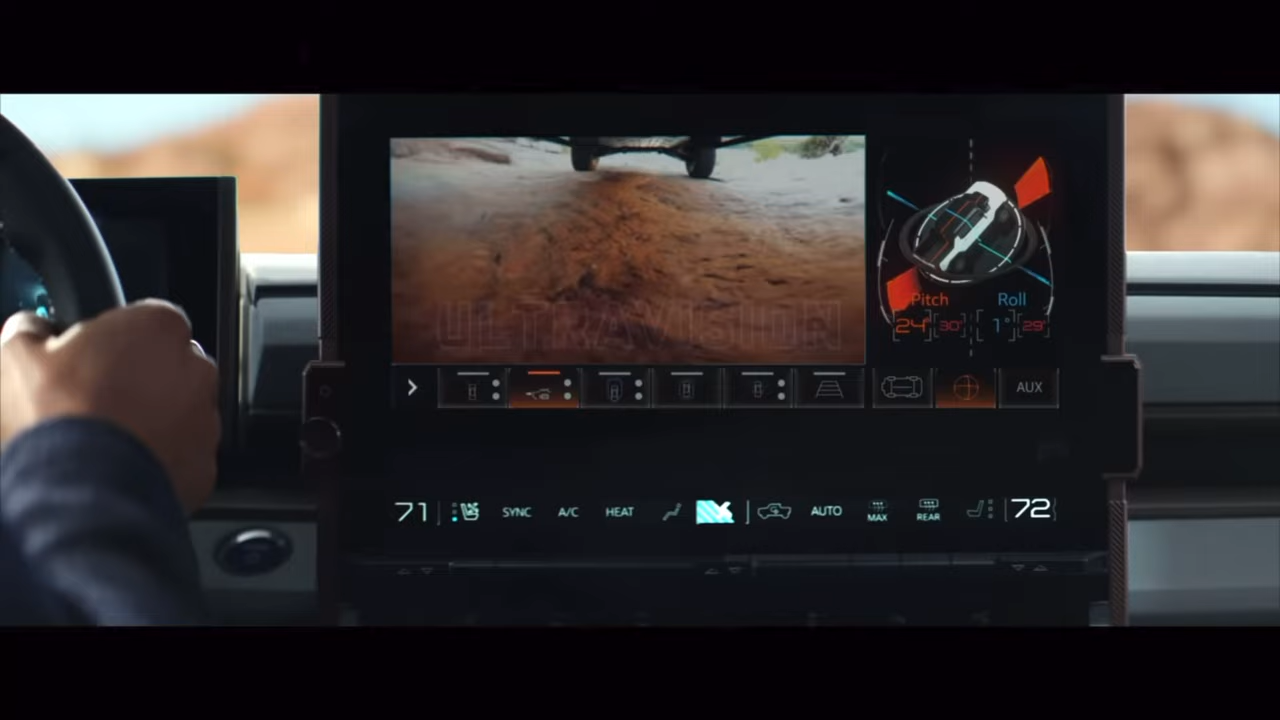 ULTRAVISION
Pitch Roll
24° 30° 1° 29°
AUX
71 SYNC A/C HEAT AUTO MAX REAR 72